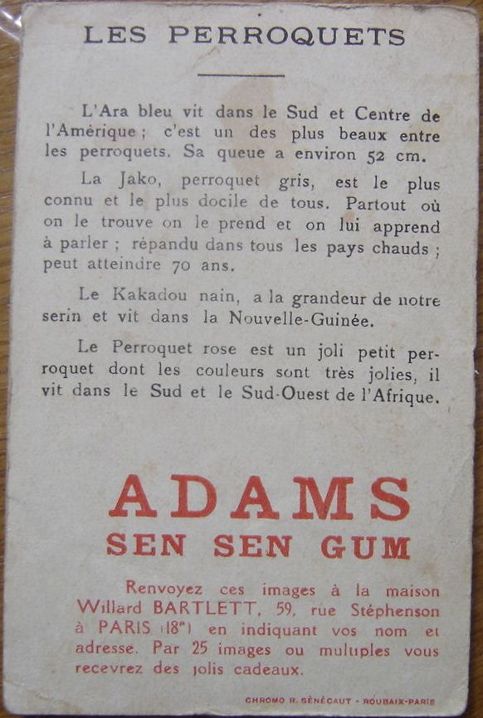 LES PERROQUETS
L'Ara bleu vit dans le Sud et Centre de
l'Amérique ; c'est un des plus beaux entre
les perroquets. Sa queue a environ 52 cm.
La Jako, perroquet gris, est le plus
connu et le plus docile de tous. Partout où
on le trouve on le prend et on lui apprend
à parler ; répandu dans tous les pays chauds ;
peut atteindre 70 ans.
Le Kakadou nain, a la grandeur de notre
serin et vit dans la Nouvelle-Guinée.
Le Perroquet rose est un joli petit per-
roquet dont les couleurs sont très jolies, il
vit dans le Sud et le Sud-Ouest de l'Afrique.
ADAMS
SEN SEN GUM
Renvoyez ces images à la maison
Willard BARTLETT, 59, rue Stéphenson
à PARIS (18e) en indiquant vos nom et
adresse. Par 25 images ou multiples vous
recevrez des jolis cadeaux.
CHROMO R. SÉNÉCAUT - ROUBAIX-PARIS